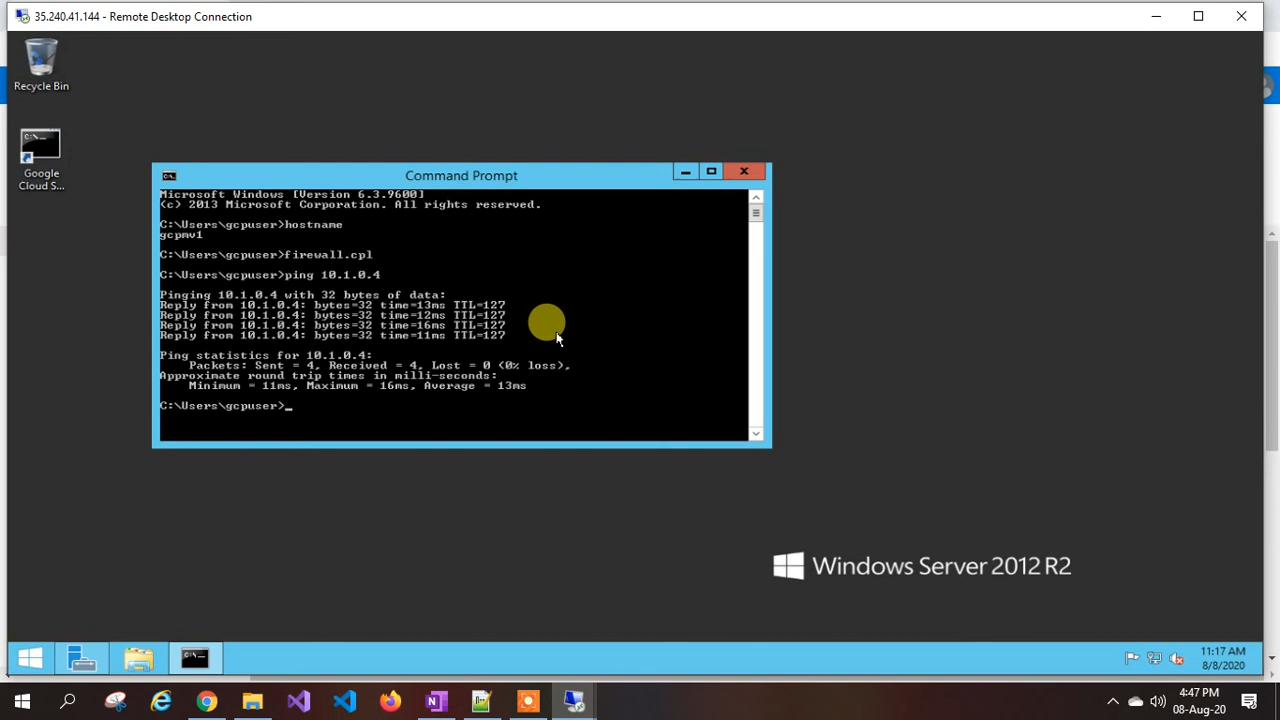 35.240.41.144 - Remote Desktop Connection
Recycle Bin
Google
Cloud S...
Command Prompt
Microsoft Windows [Version 6.3.9600]
(c) 2013 Microsoft Corporation. All rights reserved.
C:\Users\gcpuser>hostname
gcpmv1
C:\Users\gcpuser>firewall.cpl
C:\Users\gcpuser>ping 10.1.0.4
Pinging 10.1.0.4 with 32 bytes of data:
Reply from 10.1.0.4: bytes=32 time=13ms TTL=127
Reply from 10.1.0.4: bytes=32 time=12ms TTL=127
Reply from 10.1.0.4: bytes=32 time=16ms TTL=127
Reply from 10.1.0.4: bytes=32 time=11ms TTL=127
Ping statistics for 10.1.0.4:
Packets: Sent = 4, Received = 4, Lost = 0 (0% loss),
Approximate round trip times in milli-seconds:
Minimum = 11ms, Maximum = 16ms, Average = 13ms
C:\Users\gcpuser>_
Windows Server 2012 R2
11:17 AM
8/8/2020
4:47 PM
08-Aug-20